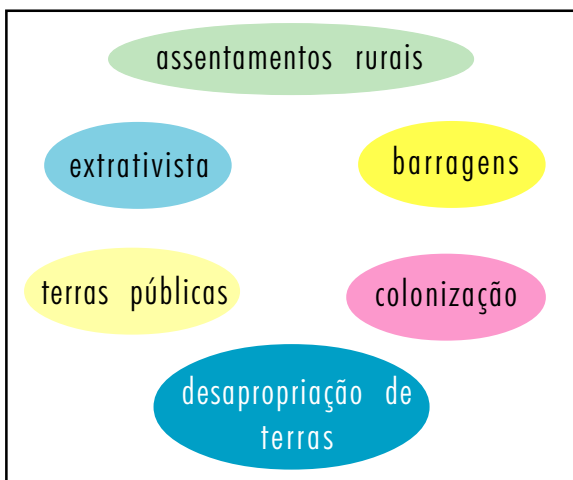 assentamentos rurais
extrativista
barragens
terras públicas
colonização
desapropriação de
terras